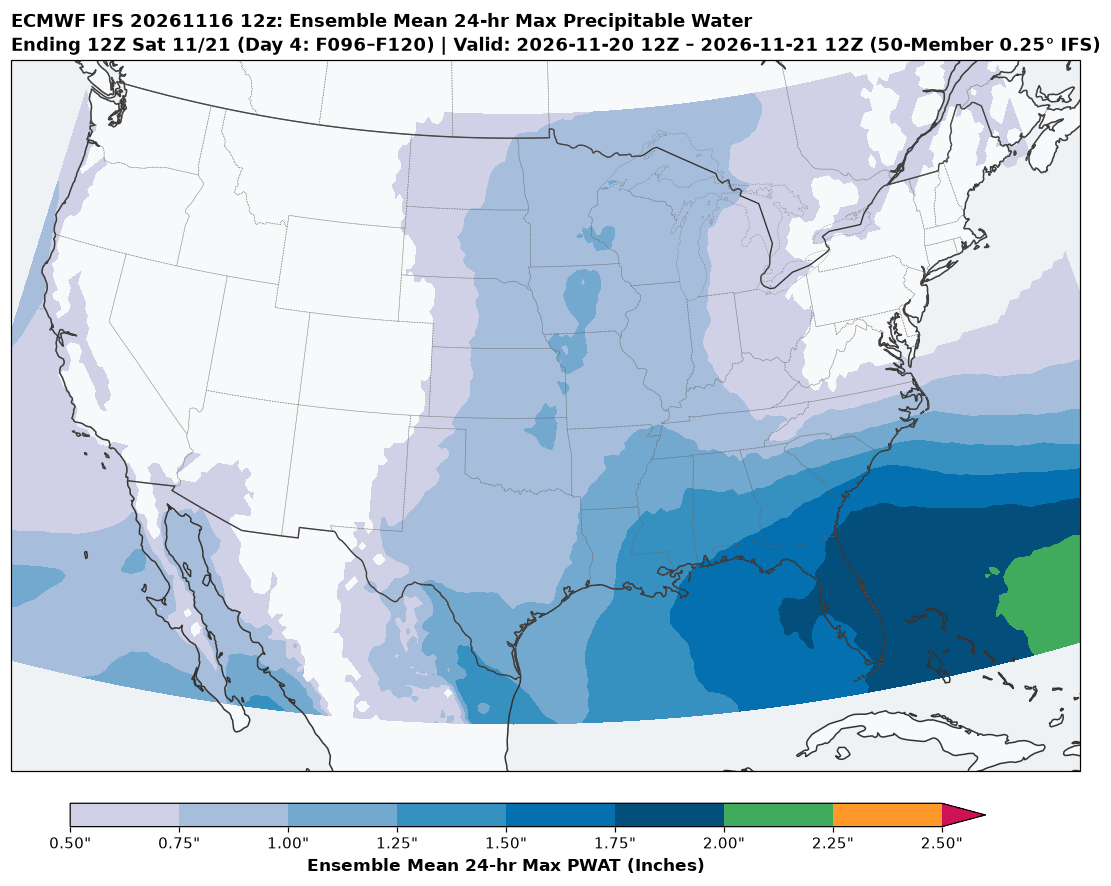 ECMWF IFS 20261116 12z: Ensemble Mean 24-hr Max Precipitable Water
Ending 12Z Sat 11/21 (Day 4: F096–F120) | Valid: 2026-11-20 12Z – 2026-11-21 12Z (50-Member 0.25° IFS)
0.50" 0.75" 1.00" 1.25" 1.50" 1.75" 2.00" 2.25" 2.50"
Ensemble Mean 24-hr Max PWAT (Inches)